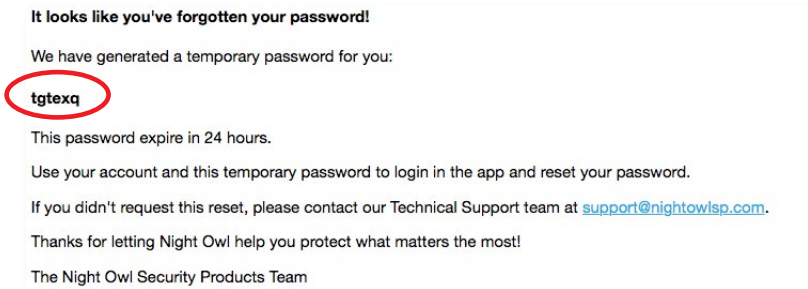 It looks like you've forgotten your password!
We have generated a temporary password for you:
tgtexq
This password expire in 24 hours.
Use your account and this temporary password to login in the app and reset your password.
If you didn't request this reset, please contact our Technical Support team at support@nightowlsp.com.
Thanks for letting Night Owl help you protect what matters the most!
The Night Owl Security Products Team